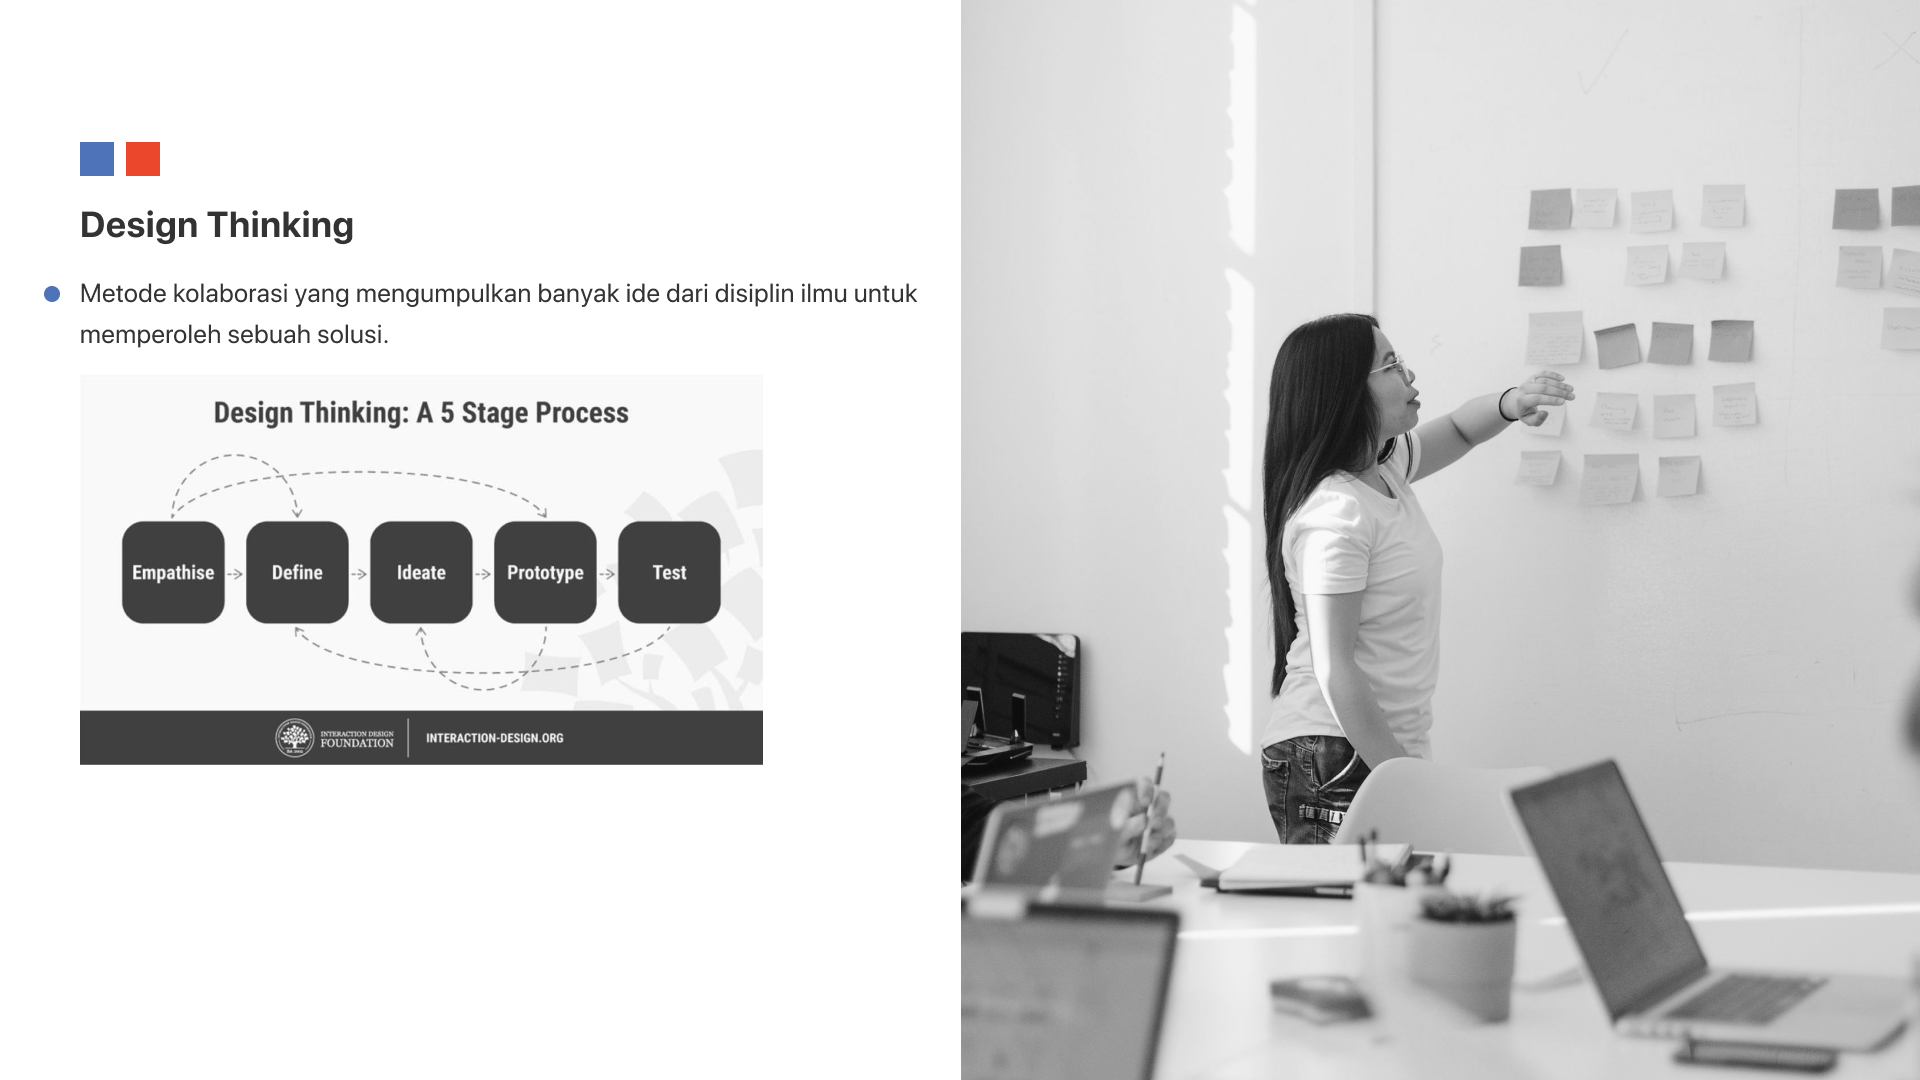 Design Thinking
Metode kolaborasi yang mengumpulkan banyak ide dari disiplin ilmu untuk
memperoleh sebuah solusi.
Design Thinking: A 5 Stage Process
Empathise
Define
Ideate
Prototype
Test
INTERACTION DESIGN
FOUNDATION
INTERACTION-DESIGN.ORG